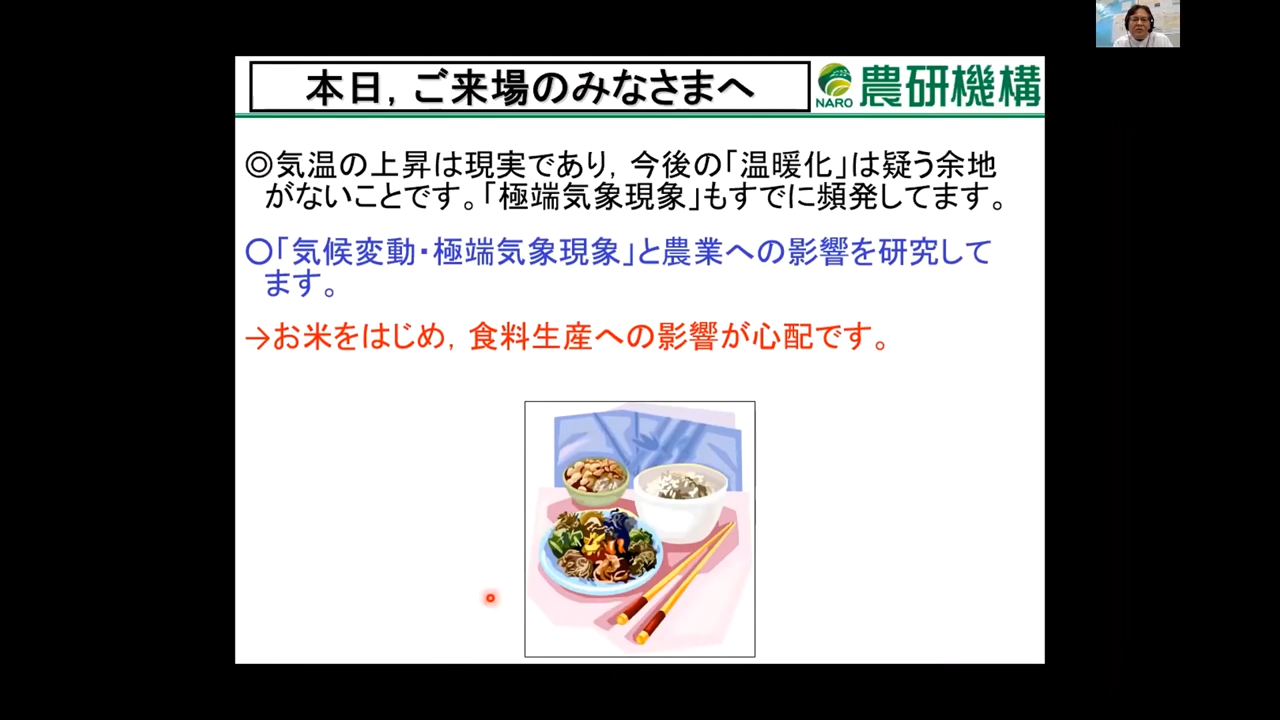 本日，ご来場のみなさまへ
NARO 農研機構
◎気温の上昇は現実であり，今後の｢温暖化｣は疑う余地
がないことです。｢極端気象現象｣もすでに頻発してます。
○｢気候変動・極端気象現象｣と農業への影響を研究して
ます。
→お米をはじめ，食料生産への影響が心配です。